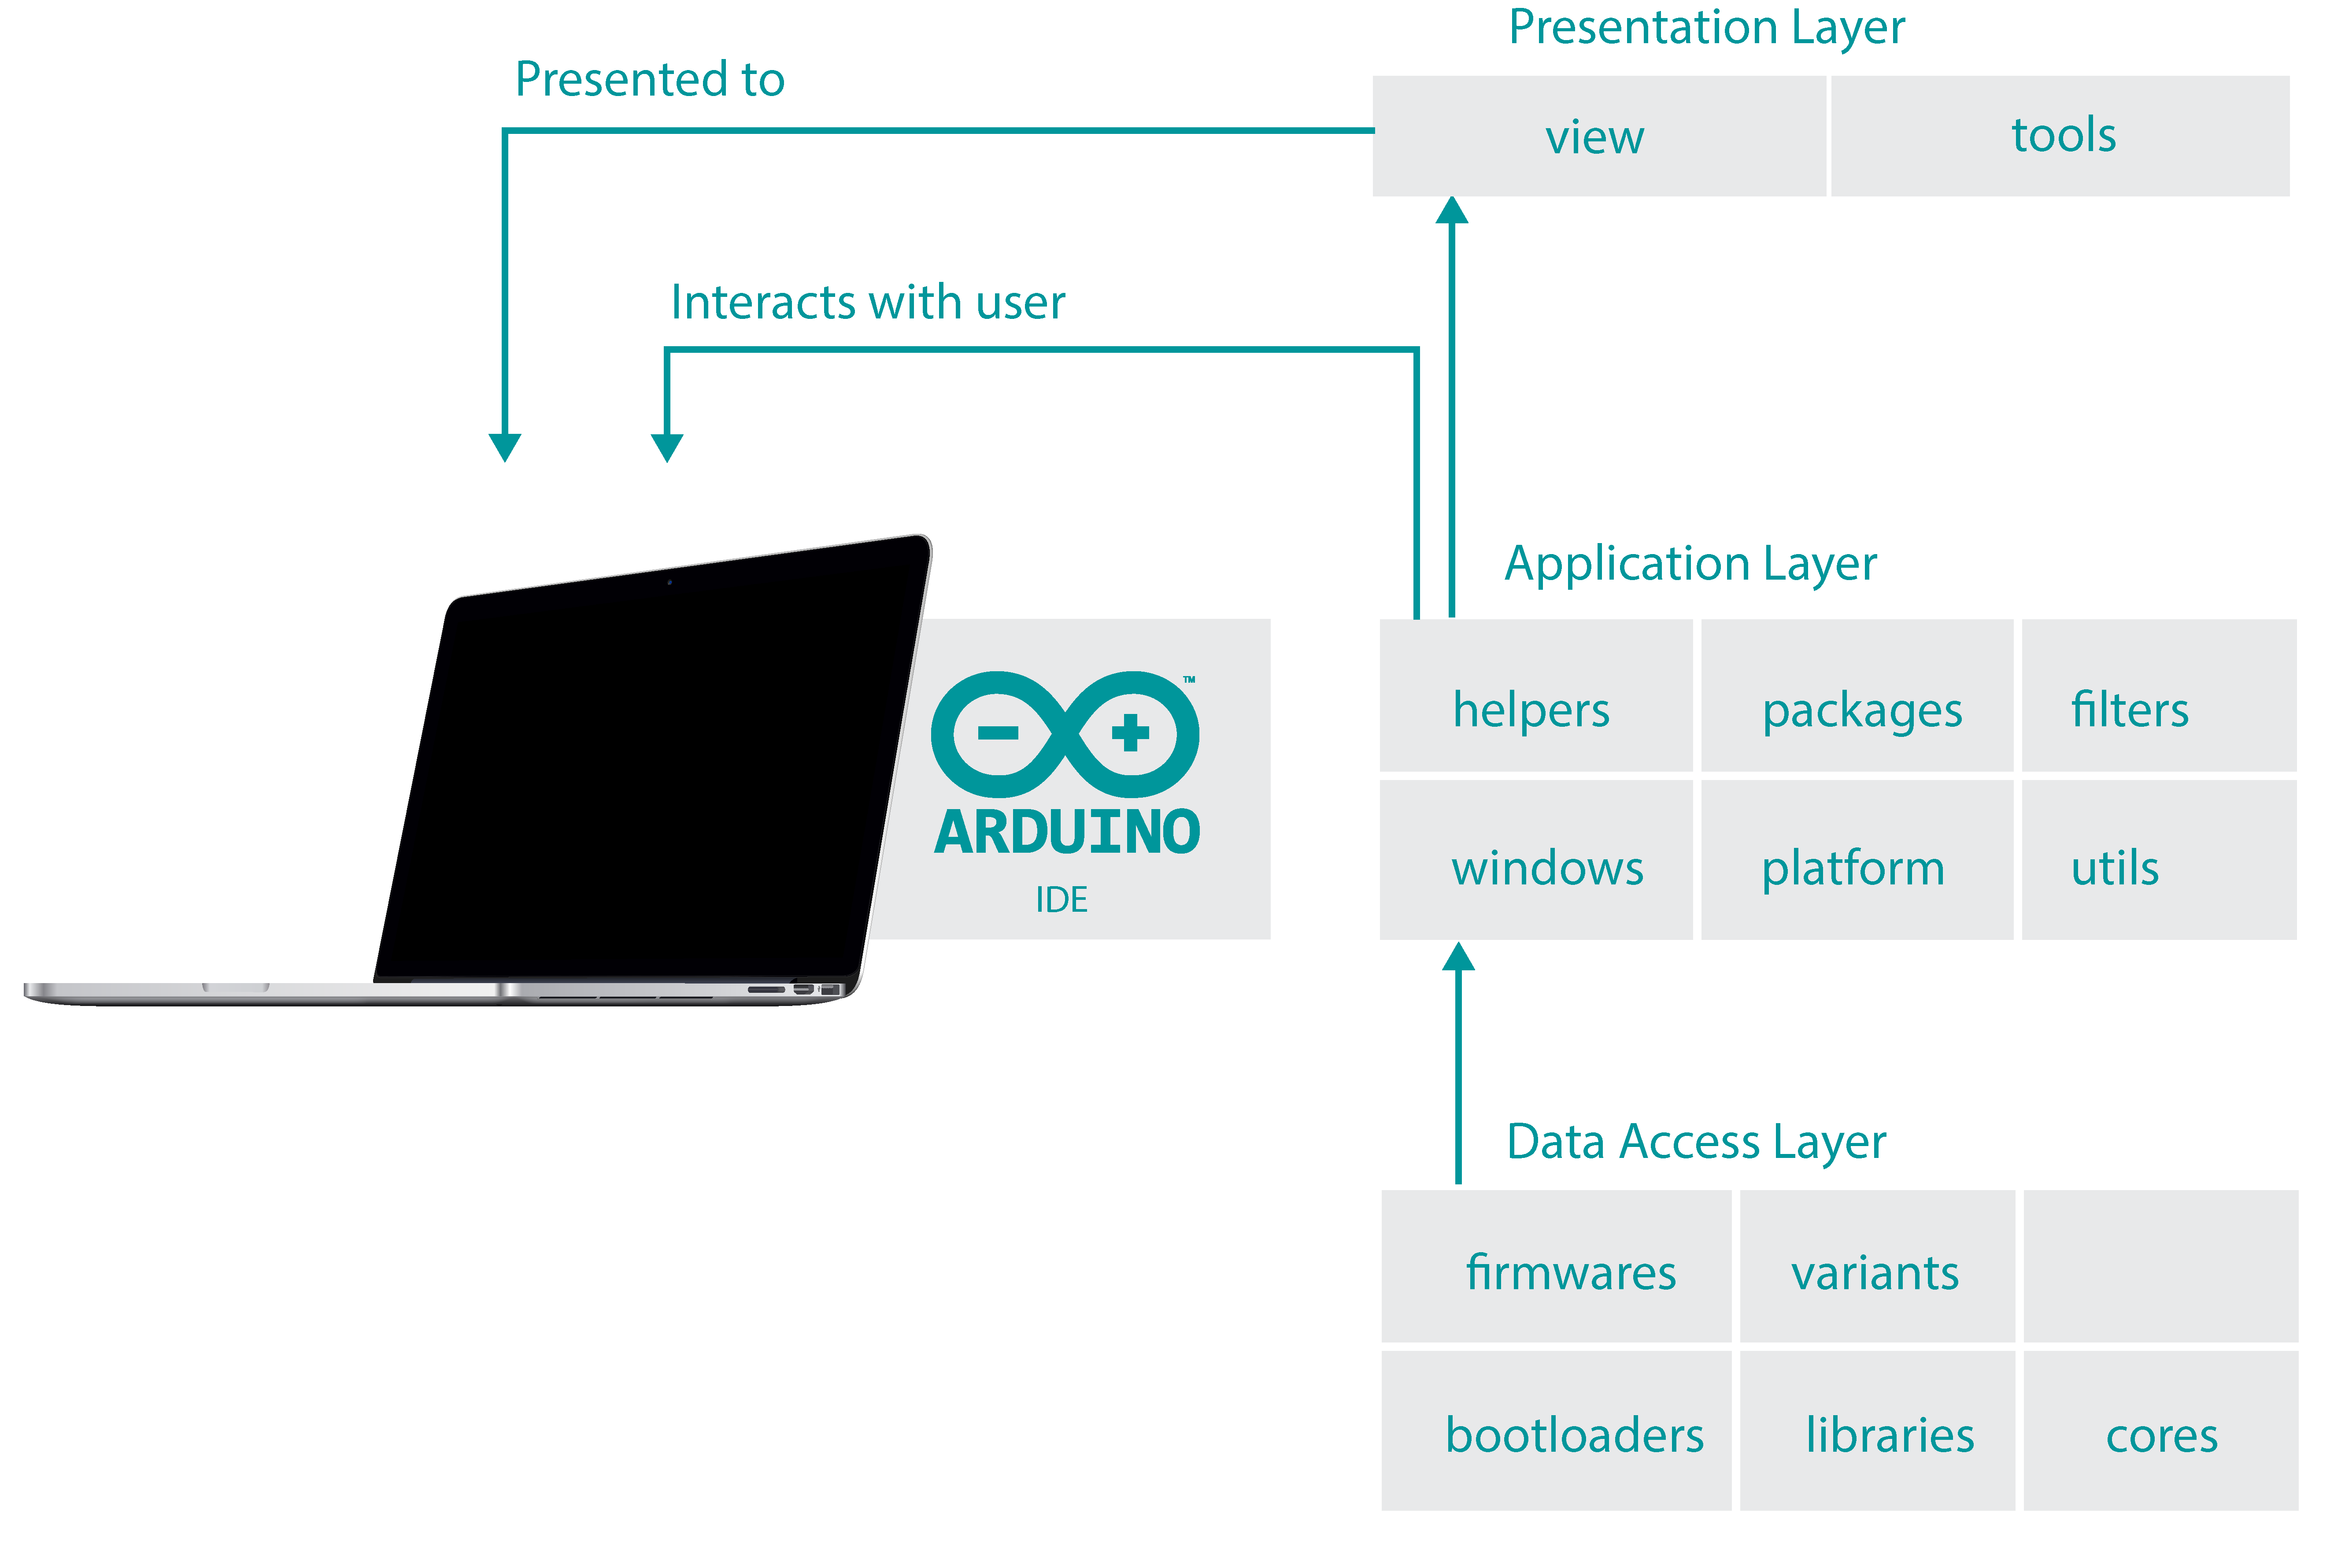 Presentation Layer
Presented to
view
tools
Interacts with user
Application Layer
helpers
packages
filters
windows
platform
utils
™
ARDUINO
IDE
Data Access Layer
firmwares
variants
bootloaders
libraries
cores